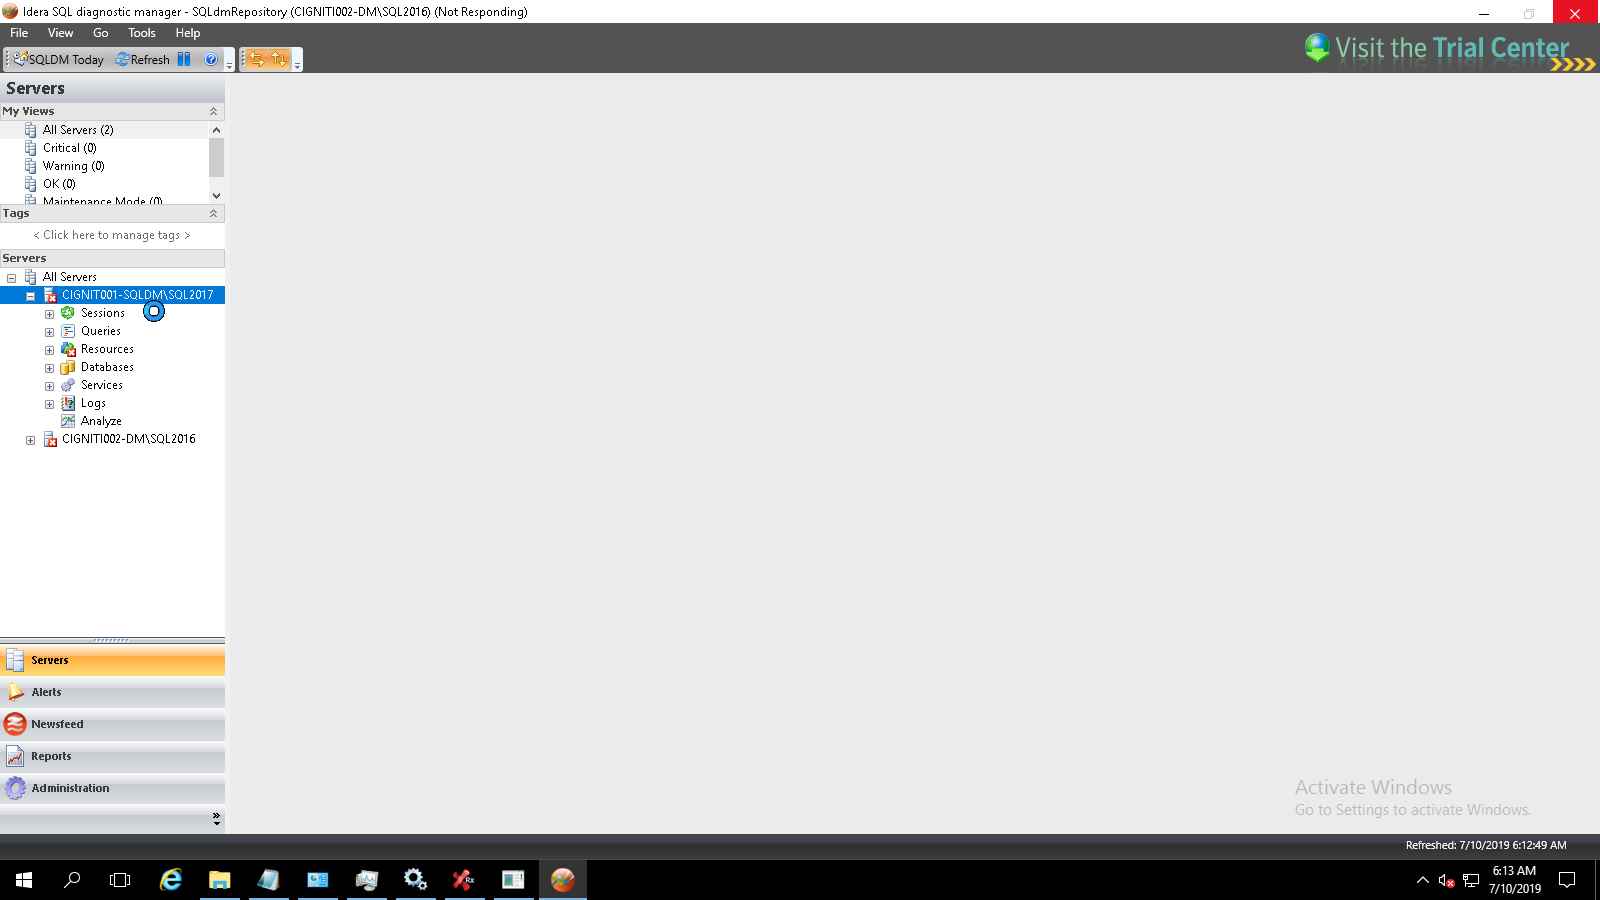 Idera SQL diagnostic manager - SQLdmRepository (CIGNITI002-DM\SQL2016) (Not Responding)
File View Go Tools Help
SQLDM Today Refresh
Visit the Trial Center
Servers
My Views
All Servers (2)
Critical (0)
Warning (0)
OK (0)
Maintenance Mode (0)
Tags
< Click here to manage tags >
Servers
All Servers
CIGNIT001-SQLDM\SQL2017
Sessions
Queries
Resources
Databases
Services
Logs
Analyze
CIGNITI002-DM\SQL2016
Servers
Alerts
Newsfeed
Reports
Administration
Activate Windows
Go to Settings to activate Windows.
Refreshed: 7/10/2019 6:12:49 AM
6:13 AM
7/10/2019